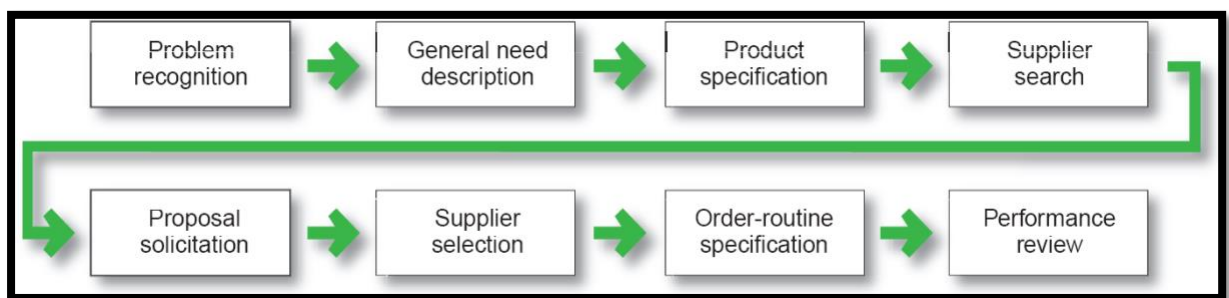 Problem
recognition
General need
description
Product
specification
Supplier
search
Proposal
solicitation
Supplier
selection
Order-routine
specification
Performance
review